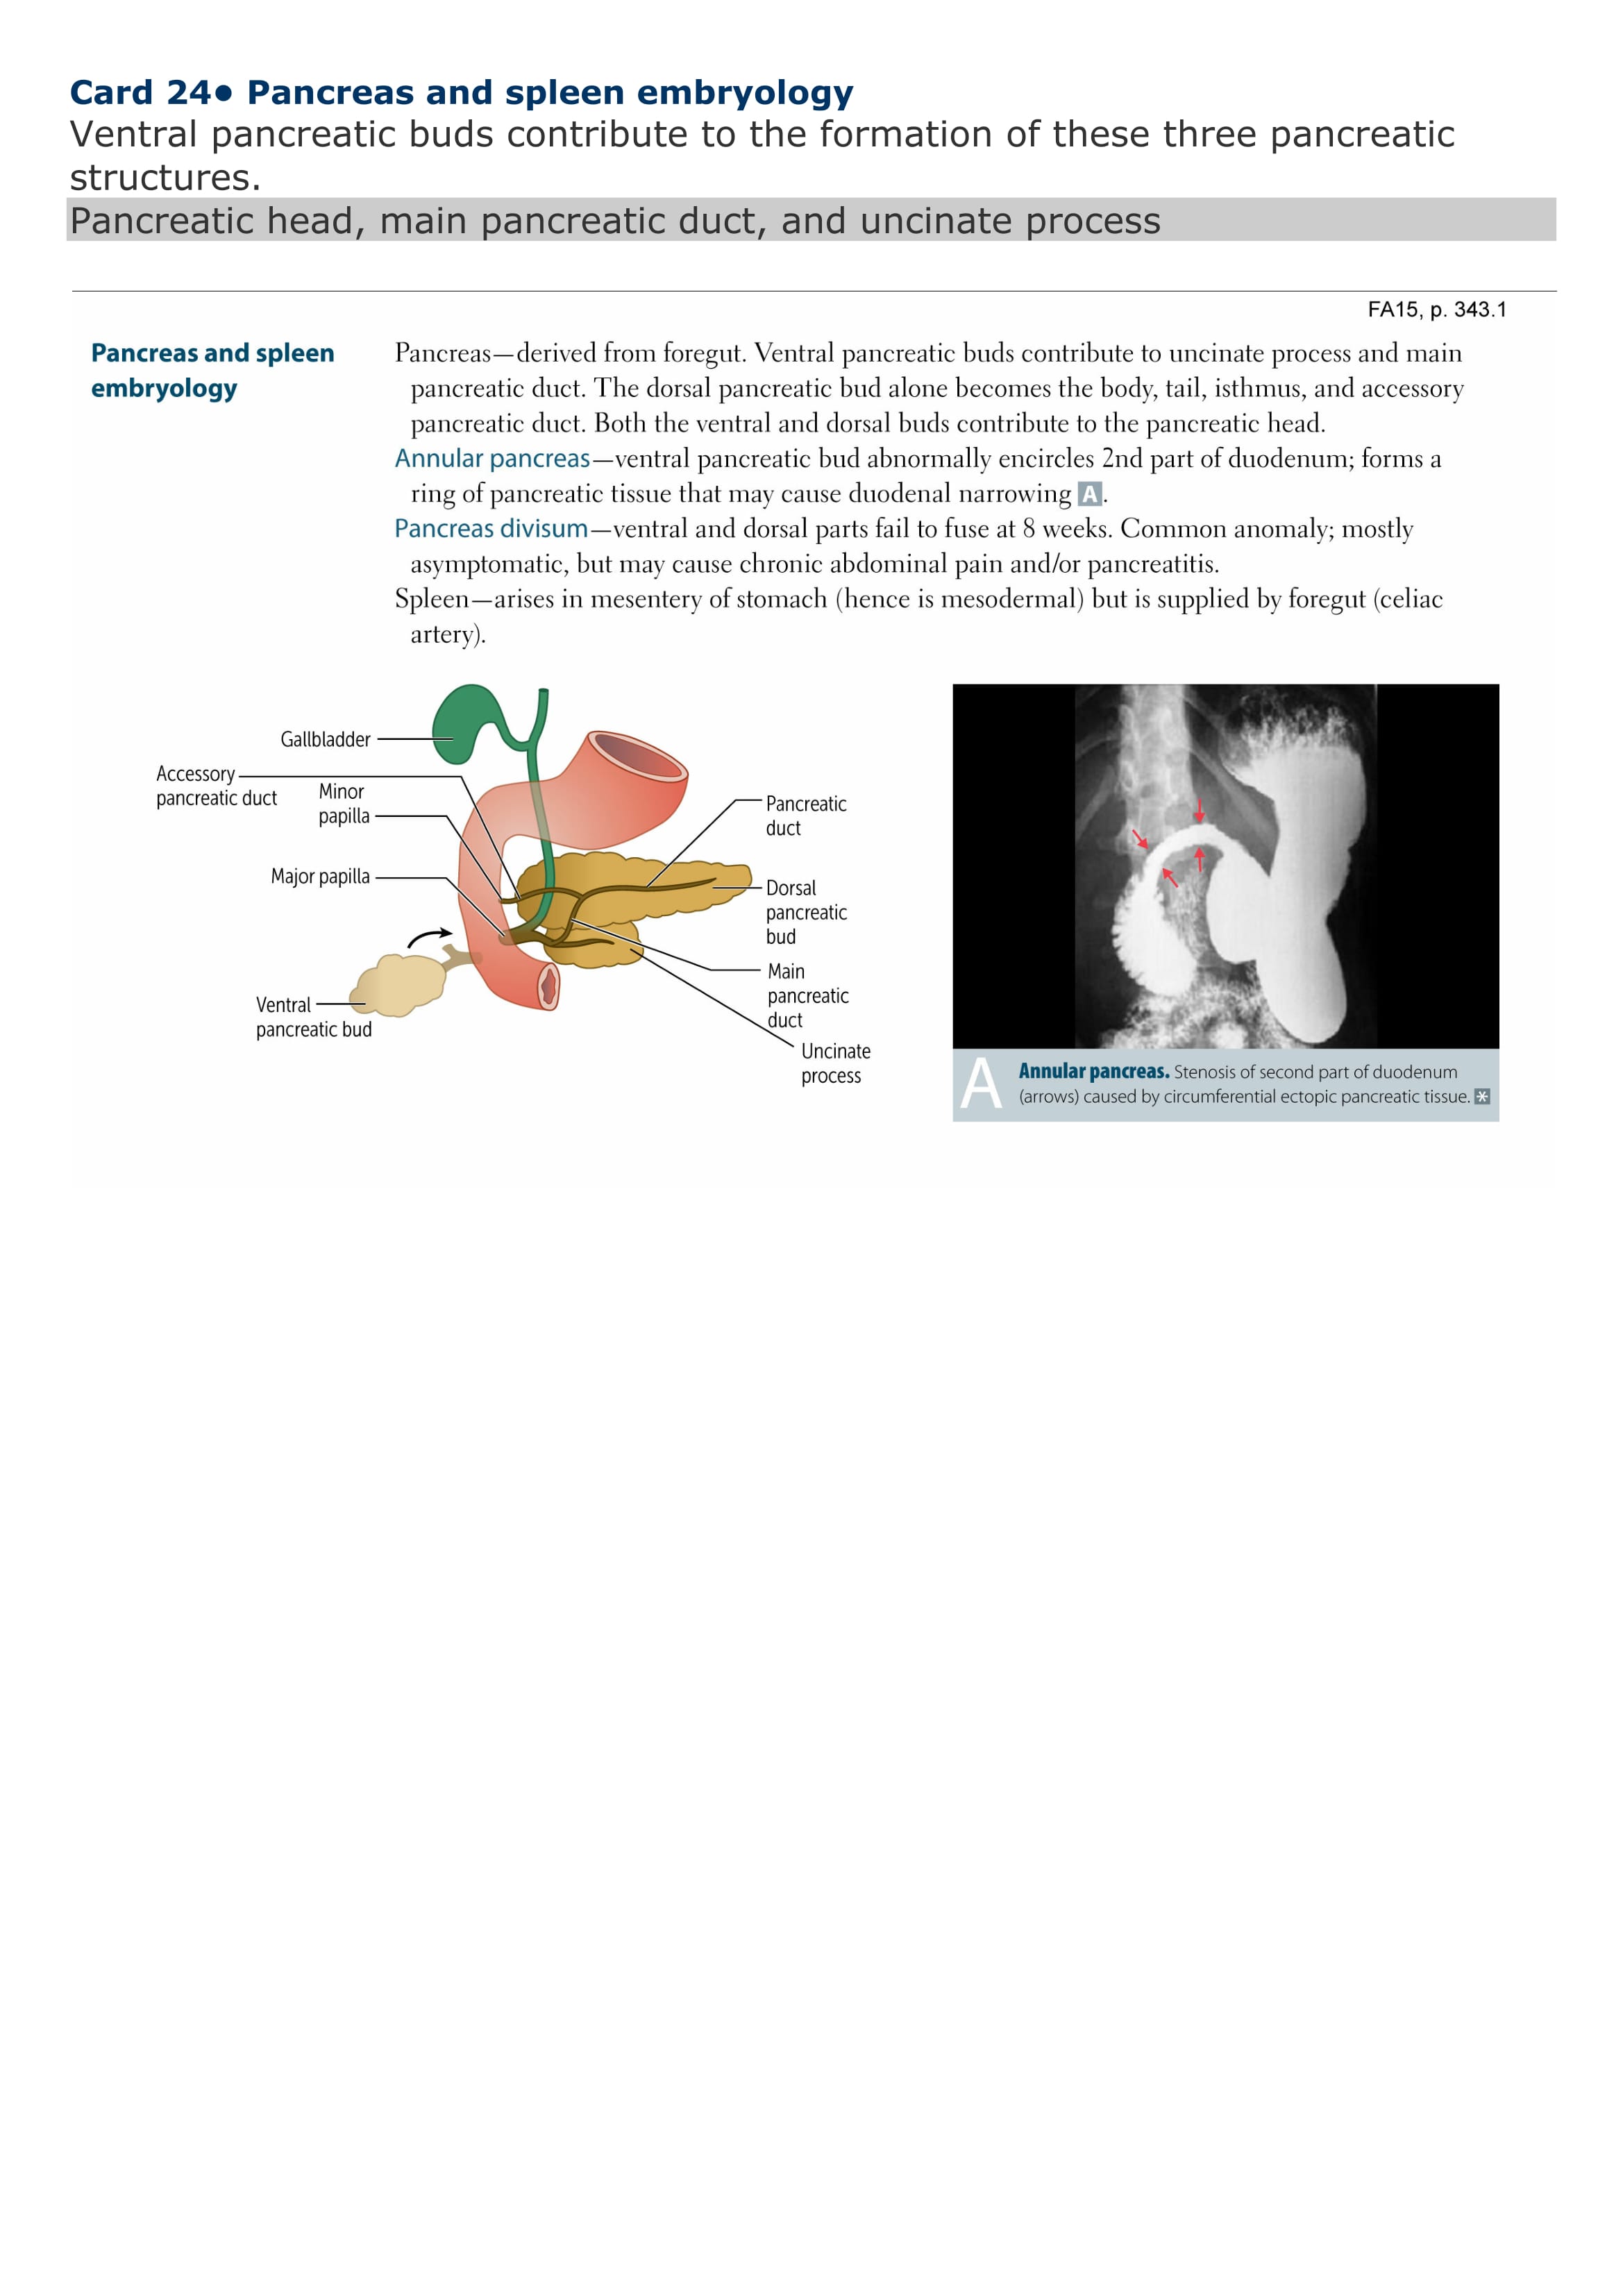 Card 24• Pancreas and spleen embryology
Ventral pancreatic buds contribute to the formation of these three pancreatic
structures.
Pancreatic head, main pancreatic duct, and uncinate process
FA15, p. 343.1
Pancreas and spleen
embryology
Pancreas—derived from foregut. Ventral pancreatic buds contribute to uncinate process and main
pancreatic duct. The dorsal pancreatic bud alone becomes the body, tail, isthmus, and accessory
pancreatic duct. Both the ventral and dorsal buds contribute to the pancreatic head.
Annular pancreas—ventral pancreatic bud abnormally encircles 2nd part of duodenum; forms a
ring of pancreatic tissue that may cause duodenal narrowing A.
Pancreas divisum—ventral and dorsal parts fail to fuse at 8 weeks. Common anomaly; mostly
asymptomatic, but may cause chronic abdominal pain and/or pancreatitis.
Spleen—arises in mesentery of stomach (hence is mesodermal) but is supplied by foregut (celiac
artery).
Gallbladder
Accessory
pancreatic duct
Minor
papilla
Major papilla
Ventral
pancreatic bud
Pancreatic
duct
Dorsal
pancreatic
bud
Main
pancreatic
duct
Uncinate
process
A
Annular pancreas. Stenosis of second part of duodenum
(arrows) caused by circumferential ectopic pancreatic tissue. *